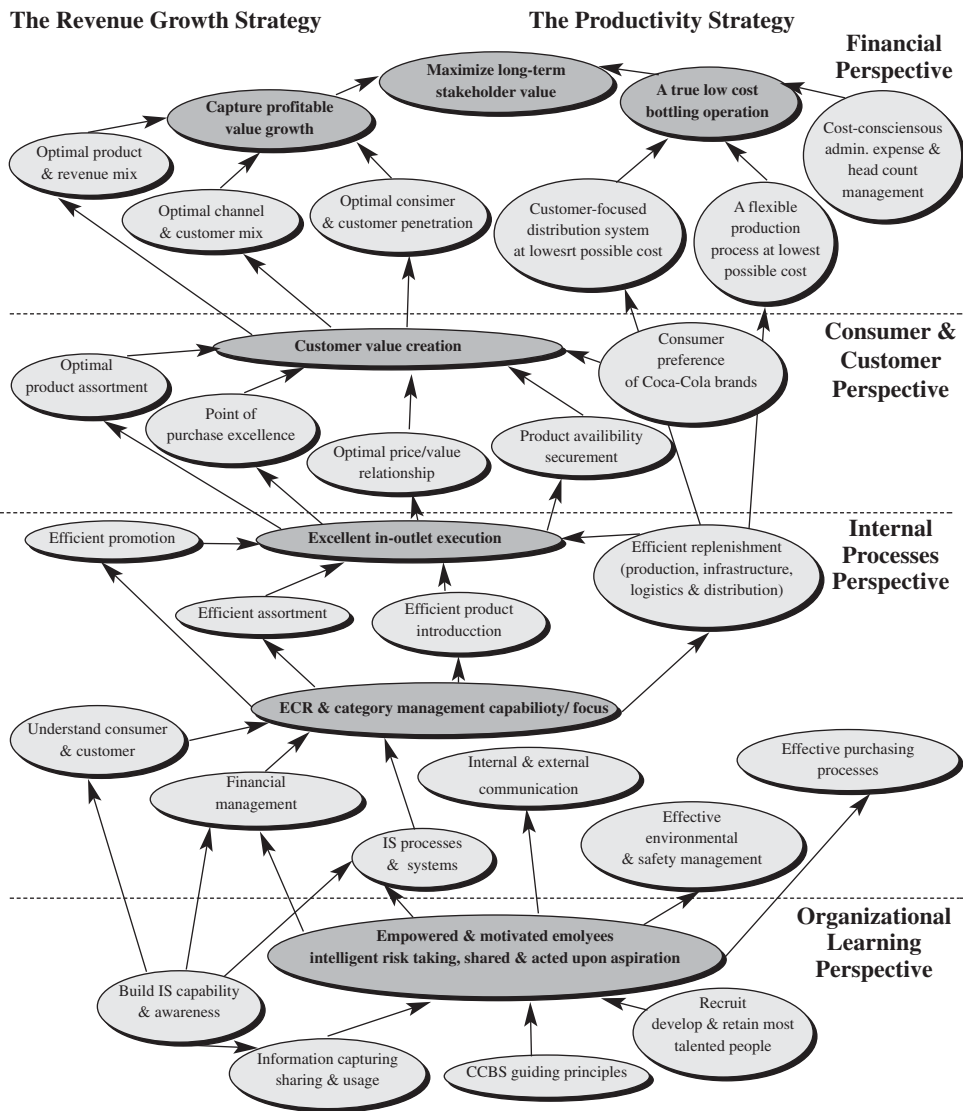 The Revenue Growth Strategy
The Productivity Strategy
Financial
Perspective
Maximize long-term
stakeholder value
Capture profitable
value growth
A true low cost
bottling operation
Cost-consciensous
admin. expense &
head count
management
Optimal product
& revenue mix
Optimal channel
& customer mix
Optimal consimer
& customer penetration
Customer-focused
distribution system
at lowesrt possible cost
A flexible
production
process at lowest
possible cost
Consumer &
Customer
Perspective
Customer value creation
Consumer
preference
of Coca-Cola brands
Optimal
product assortment
Point of
purchase excellence
Optimal price/value
relationship
Product availibility
securement
Internal
Processes
Perspective
Efficient promotion
Excellent in-outlet execution
Efficient replenishment
(production, infrastructure,
logistics & distribution)
Efficient assortment
Efficient product
introducction
ECR & category management capabilioty/ focus
Understand consumer
& customer
Financial
management
Internal & external
communication
Effective purchasing
processes
IS processes
& systems
Effective
environmental
& safety management
Organizational
Learning
Perspective
Empowered & motivated emolyees
intelligent risk taking, shared & acted upon aspiration
Build IS capability
& awareness
Information capturing
sharing & usage
CCBS guiding principles
Recruit
develop & retain most
talented people